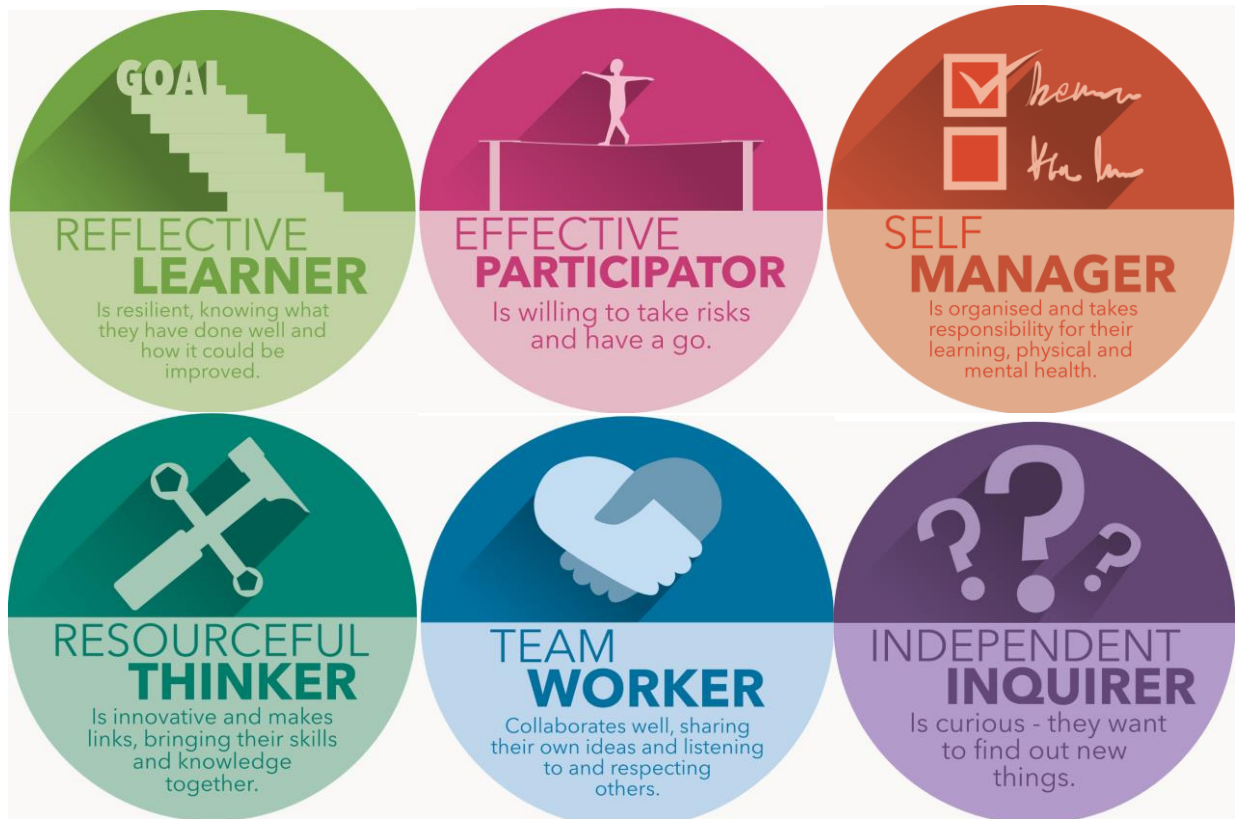 GOAL
REFLECTIVE
LEARNER
Is resilient, knowing what
they have done well and
how it could be
improved.
EFFECTIVE
PARTICIPATOR
Is willing to take risks
and have a go.
SELF
MANAGER
Is organised and takes
responsibility for their
learning, physical and
mental health.
RESOURCEFUL
THINKER
Is innovative and makes
links, bringing their skills
and knowledge
together.
TEAM
WORKER
Collaborates well, sharing
their own ideas and listening
to and respecting
others.
INDEPENDENT
INQUIRER
Is curious - they want
to find out new
things.